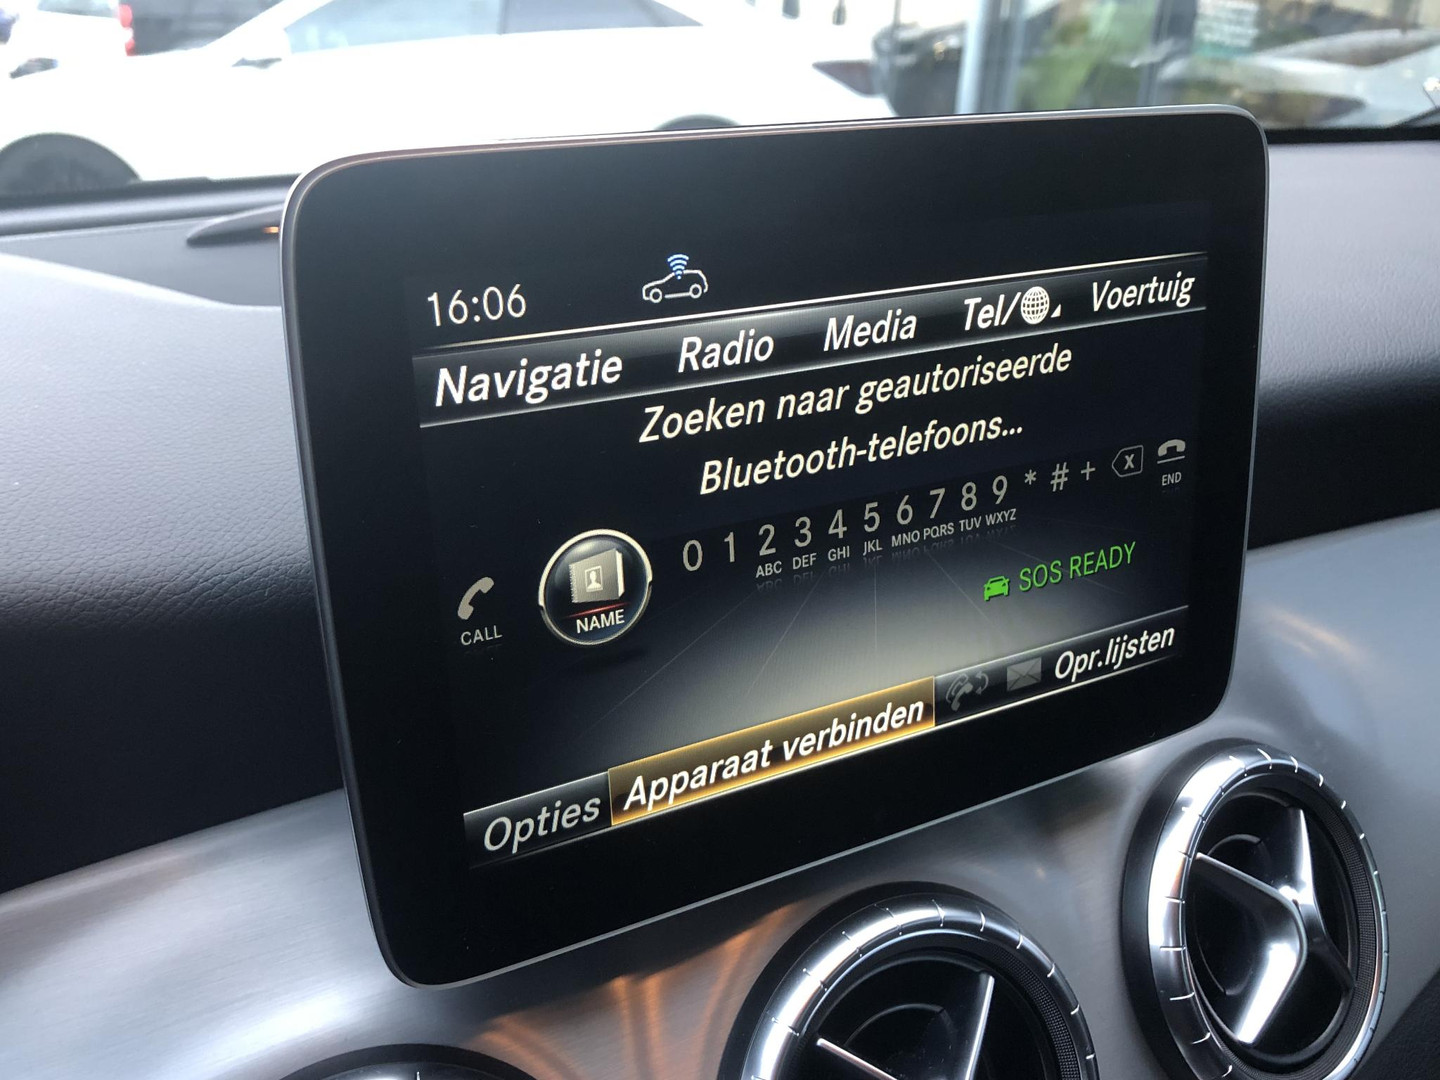 16:06
Navigatie Radio Media Tel/ Voertuig
Zoeken naar geautoriseerde
Bluetooth-telefoons...
0 1 2 3 4 5 6 7 8 9 * # + X
ABC DEF GHI JKL MNO PQRS TUV WXYZ
END
CALL
NAME
SOS READY
Opties Apparaat verbinden Opr.lijsten